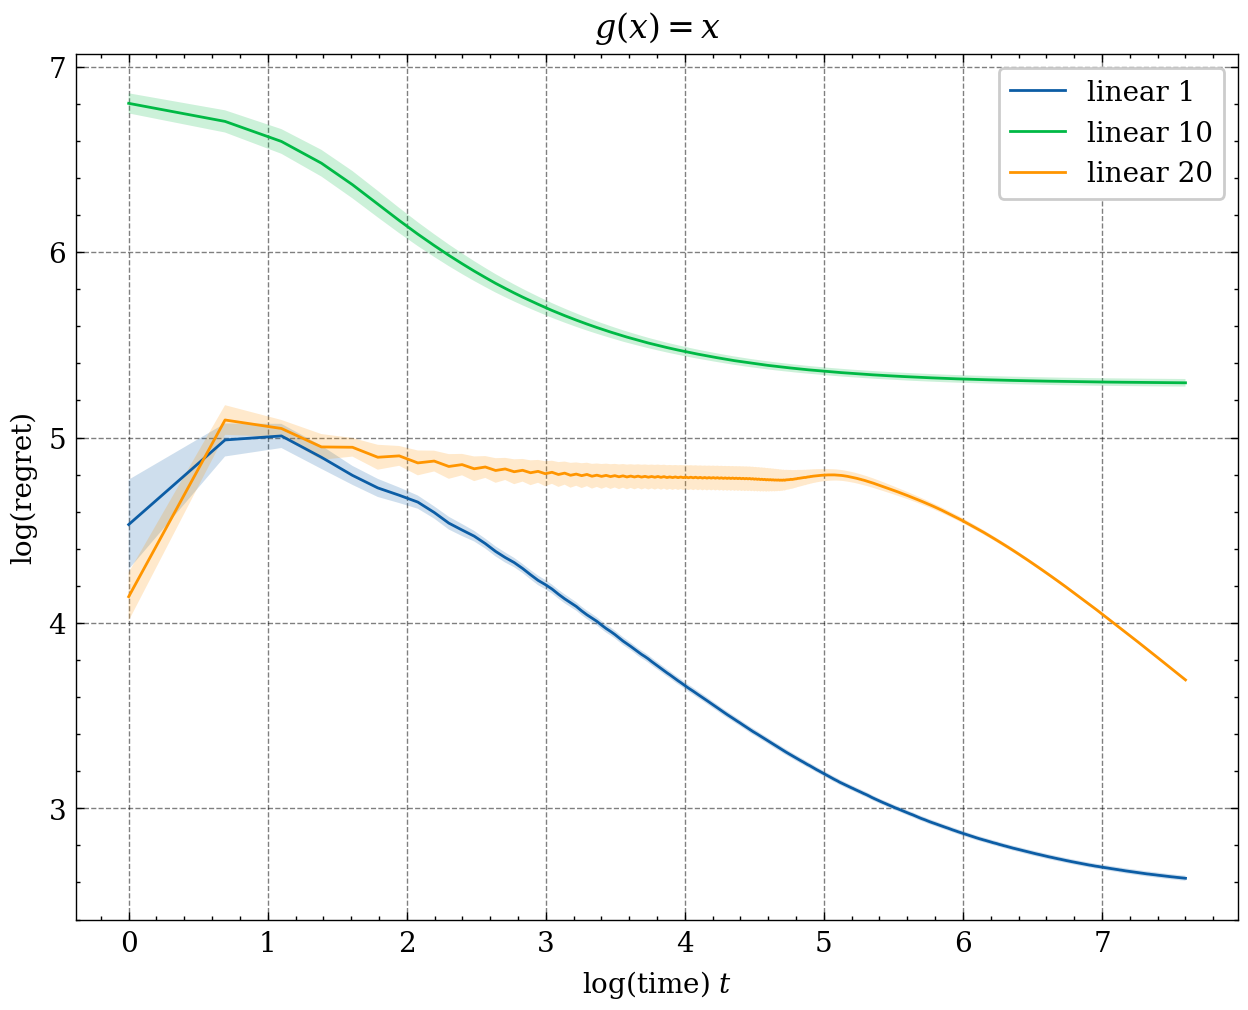 g(x) = x
7
6
5
4
3
log(regret)
linear 1
linear 10
linear 20
0 1 2 3 4 5 6 7
log(time) t